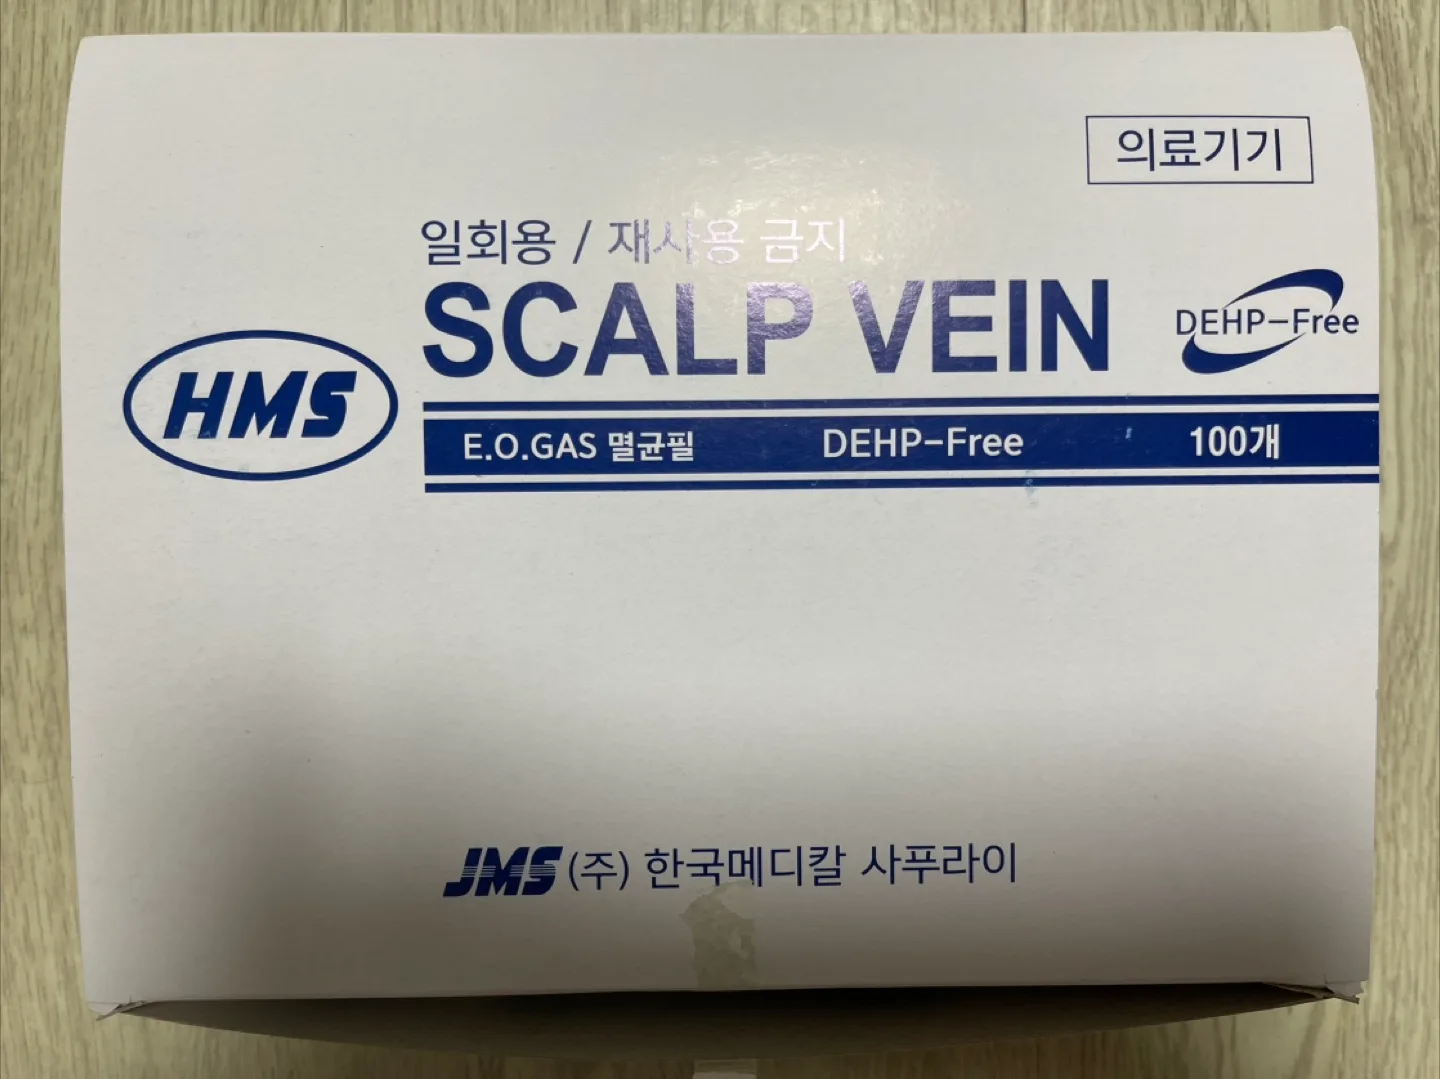 의료기기
일회용 / 재사용 금지
SCALP VEIN
DEHP-Free
HMS
E.O.GAS 멸균필 DEHP-Free 100개
JMS (주) 한국메디칼 사푸라이